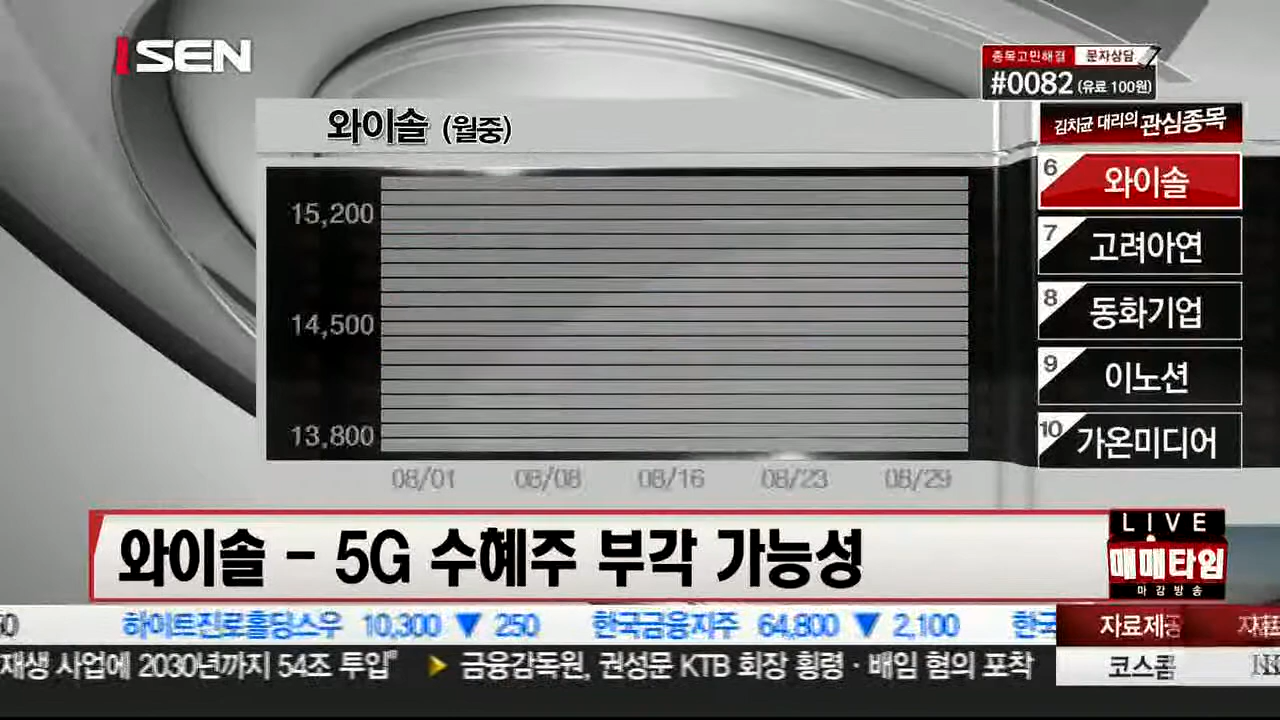 SEN
종목고민해결 문자상담
#0082 (유료 100원)
와이솔 (월중)
김치균 대리의 관심종목
6 와이솔
7 고려아연
8 동화기업
9 이노션
10 가온미디어
15,200
14,500
13,800
08/01 08/08 08/16 08/23 08/29
와이솔 - 5G 수혜주 부각 가능성
LIVE
매매타임
마감방송
하이트진로홀딩스우 10,300 ▼ 250 한국금융지주 64,800 ▼ 2,100 한국
자료제공
재생 사업에 2030년까지 54조 투입" ▶ 금융감독원, 권성문 KTB 회장 횡령·배임 혐의 포착
코스콤